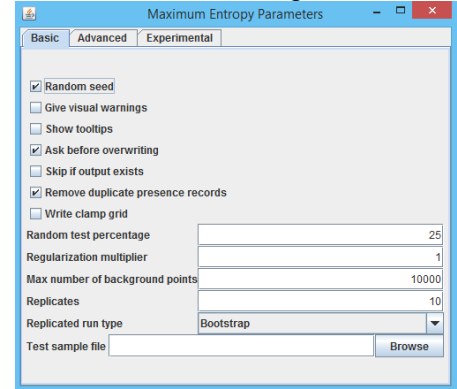 Maximum Entropy Parameters
Basic Advanced Experimental
Random seed
Give visual warnings
Show tooltips
Ask before overwriting
Skip if output exists
Remove duplicate presence records
Write clamp grid
Random test percentage 25
Regularization multiplier 1
Max number of background points 10000
Replicates 10
Replicated run type Bootstrap
Test sample file Browse